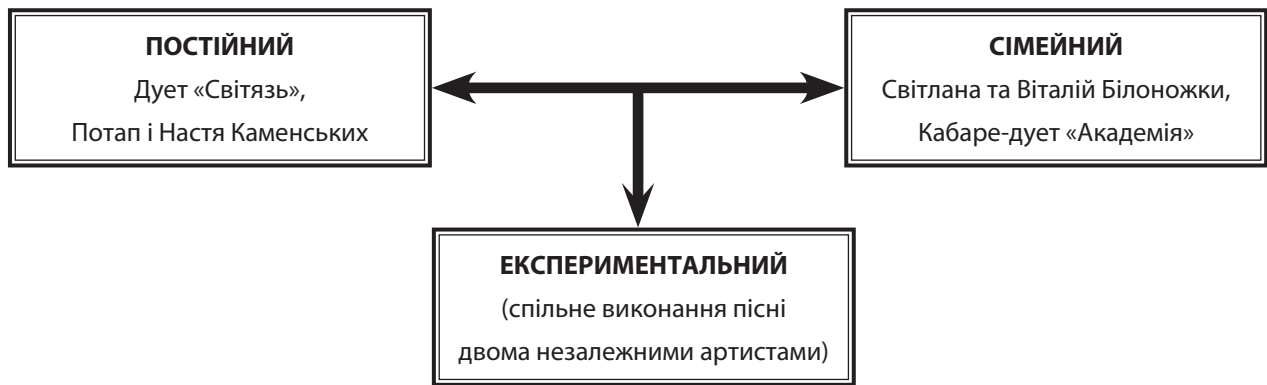 ПОСТІЙНИЙ
Дует «Світязь»,
Потап і Настя Каменських
СІМЕЙНИЙ
Світлана та Віталій Білоножки,
Кабаре-дует «Академія»
ЕКСПЕРИМЕНТАЛЬНИЙ
(спільне виконання пісні
двома незалежними артистами)